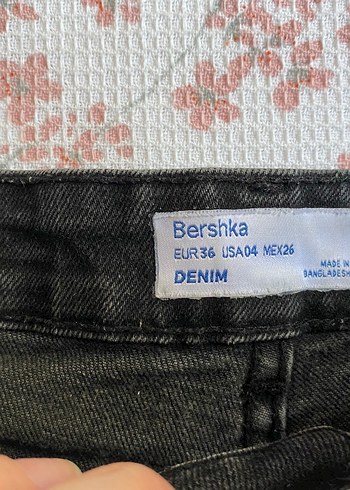 Bershka
EUR36 USA04 MEX26
DENIM
MADE IN
BANGLADESH